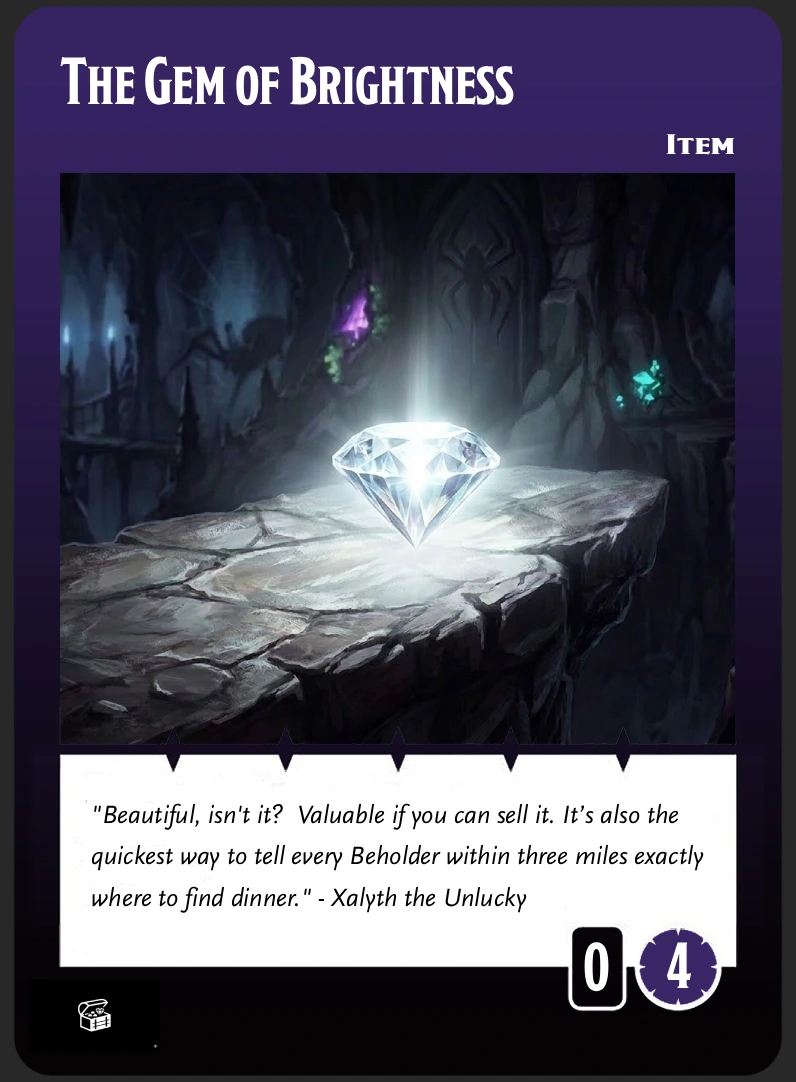 The Gem of Brightness
Item
"Beautiful, isn't it?  Valuable if you can sell it. It’s also the
quickest way to tell every Beholder within three miles exactly
where to find dinner." - Xalyth the Unlucky
0 4